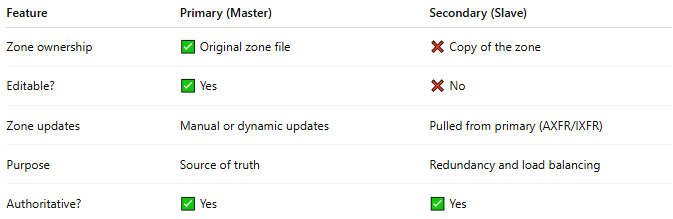 Feature Primary (Master) Secondary (Slave)
Zone ownership ✅ Original zone file ❌ Copy of the zone
Editable? ✅ Yes ❌ No
Zone updates Manual or dynamic updates Pulled from primary (AXFR/IXFR)
Purpose Source of truth Redundancy and load balancing
Authoritative? ✅ Yes ✅ Yes